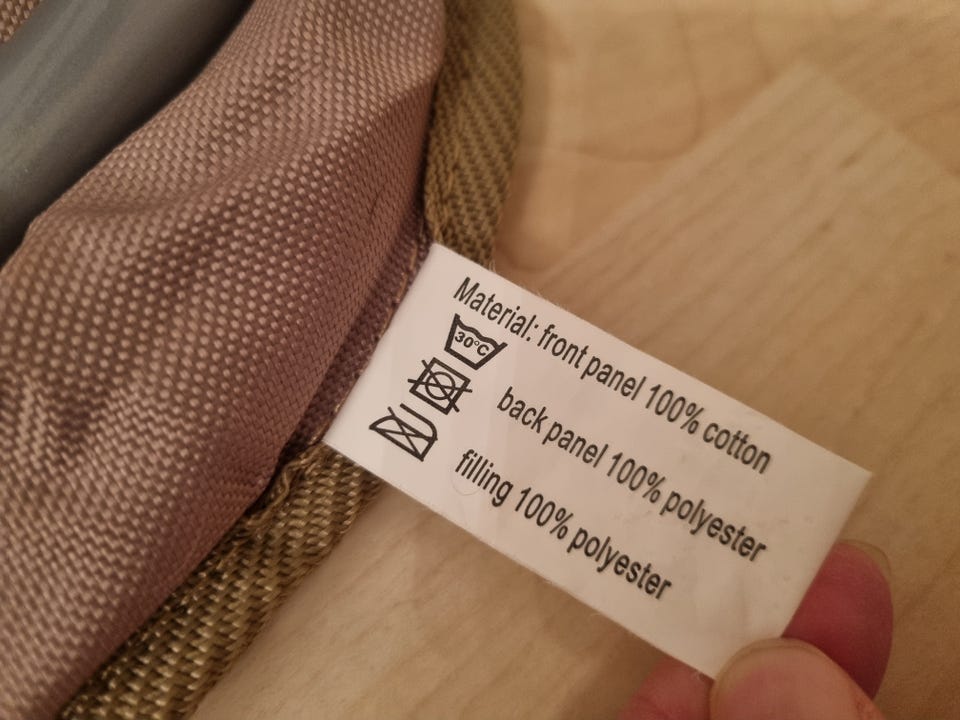 Material: front panel 100% cotton
30°C
back panel 100% polyester
filling 100% polyester